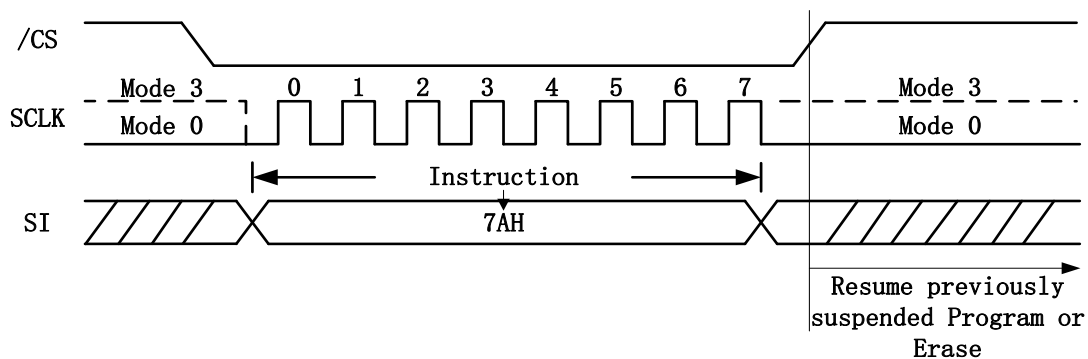 /CS
Mode 3 0 1 2 3 4 5 6 7 Mode 3
SCLK
Mode 0 Mode 0
Instruction
SI 7AH
Resume previously
suspended Program or
Erase